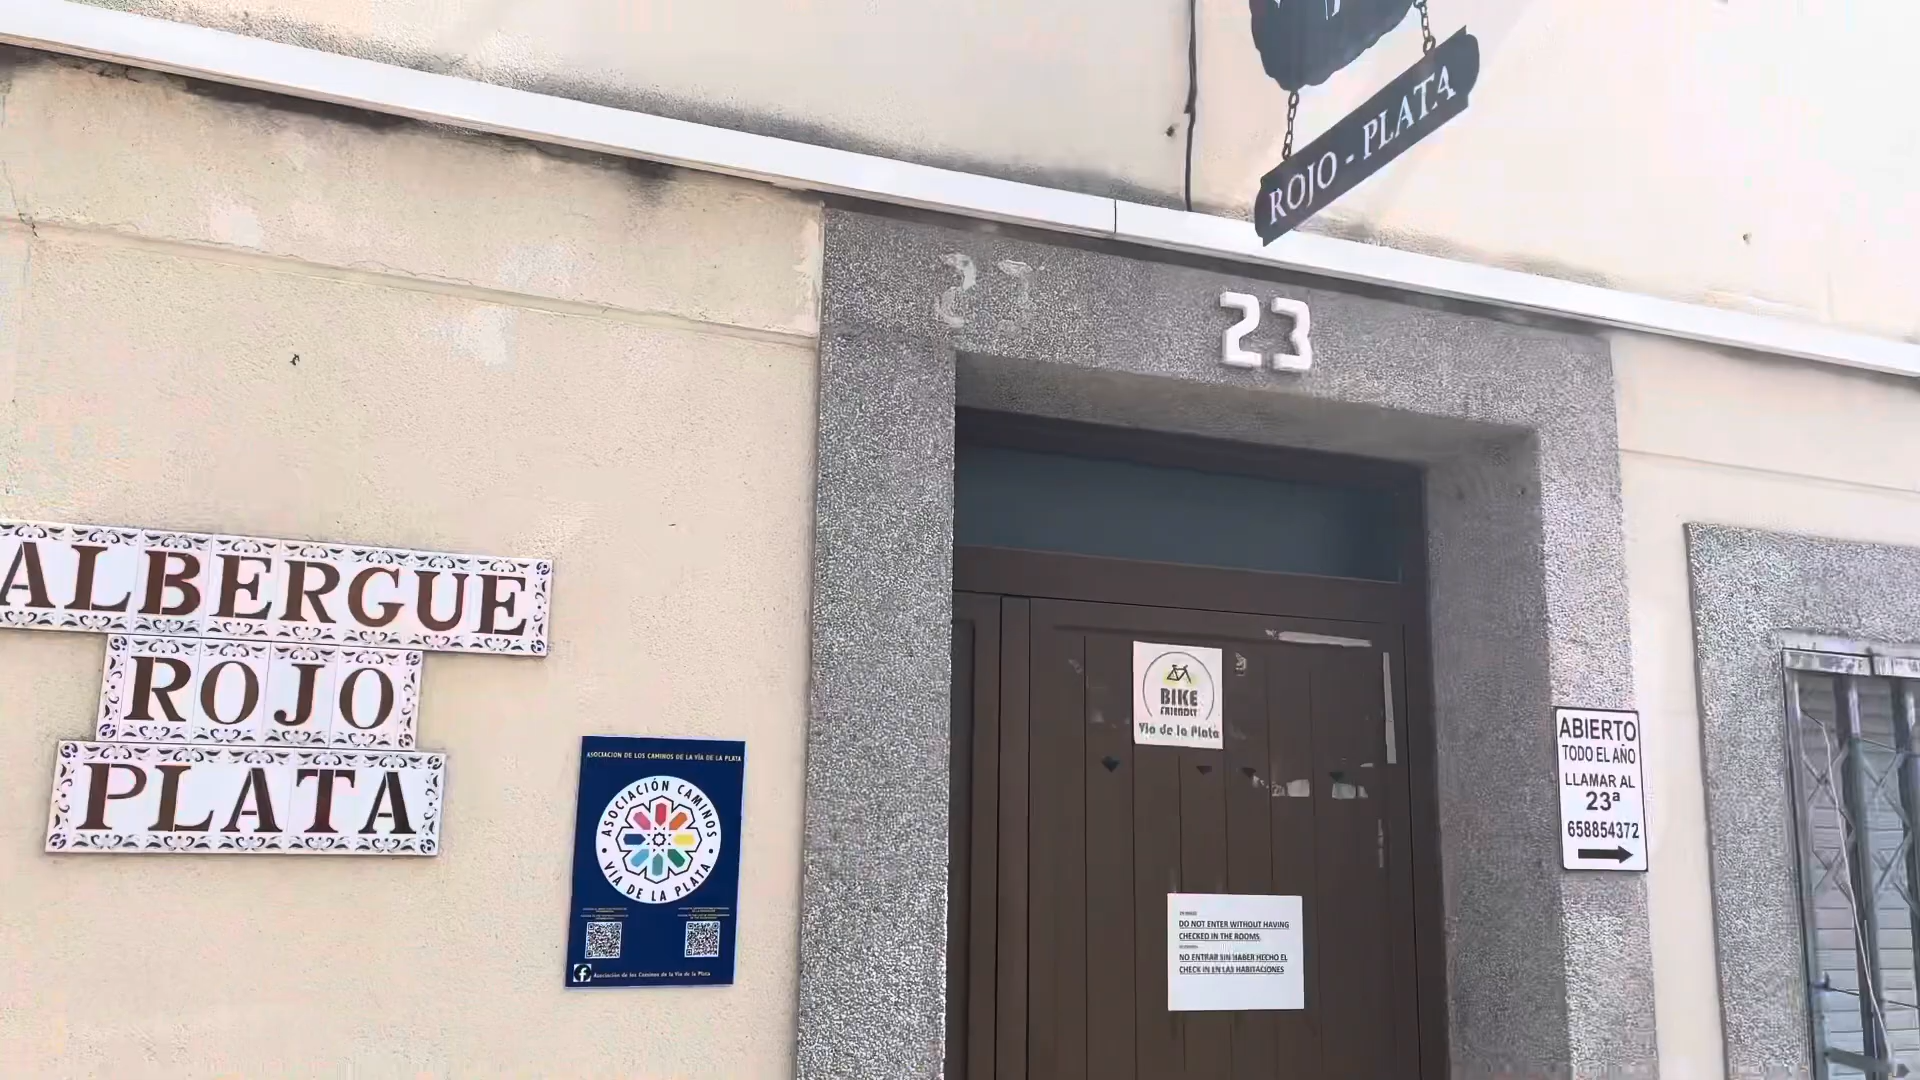 ROJO - PLATA
23
23
ALBERGUE
ROJO
PLATA
ASOCIACIÓN DE LOS CAMINOS DE LA VÍA DE LA PLATA
ASOCIACIÓN CAMINOS
VIA DE LA PLATA
Asociación de los Caminos de la Vía de la Plata
BIKE
FRIENDLY
Vía de la Plata
DO NOT ENTER WITHOUT HAVING
CHECKED IN THE ROOMS.
NO ENTRAR SIN HABER HECHO EL
CHECK IN EN LAS HABITACIONES
ABIERTO
TODO EL AÑO
LLAMAR AL
23ª
658854372